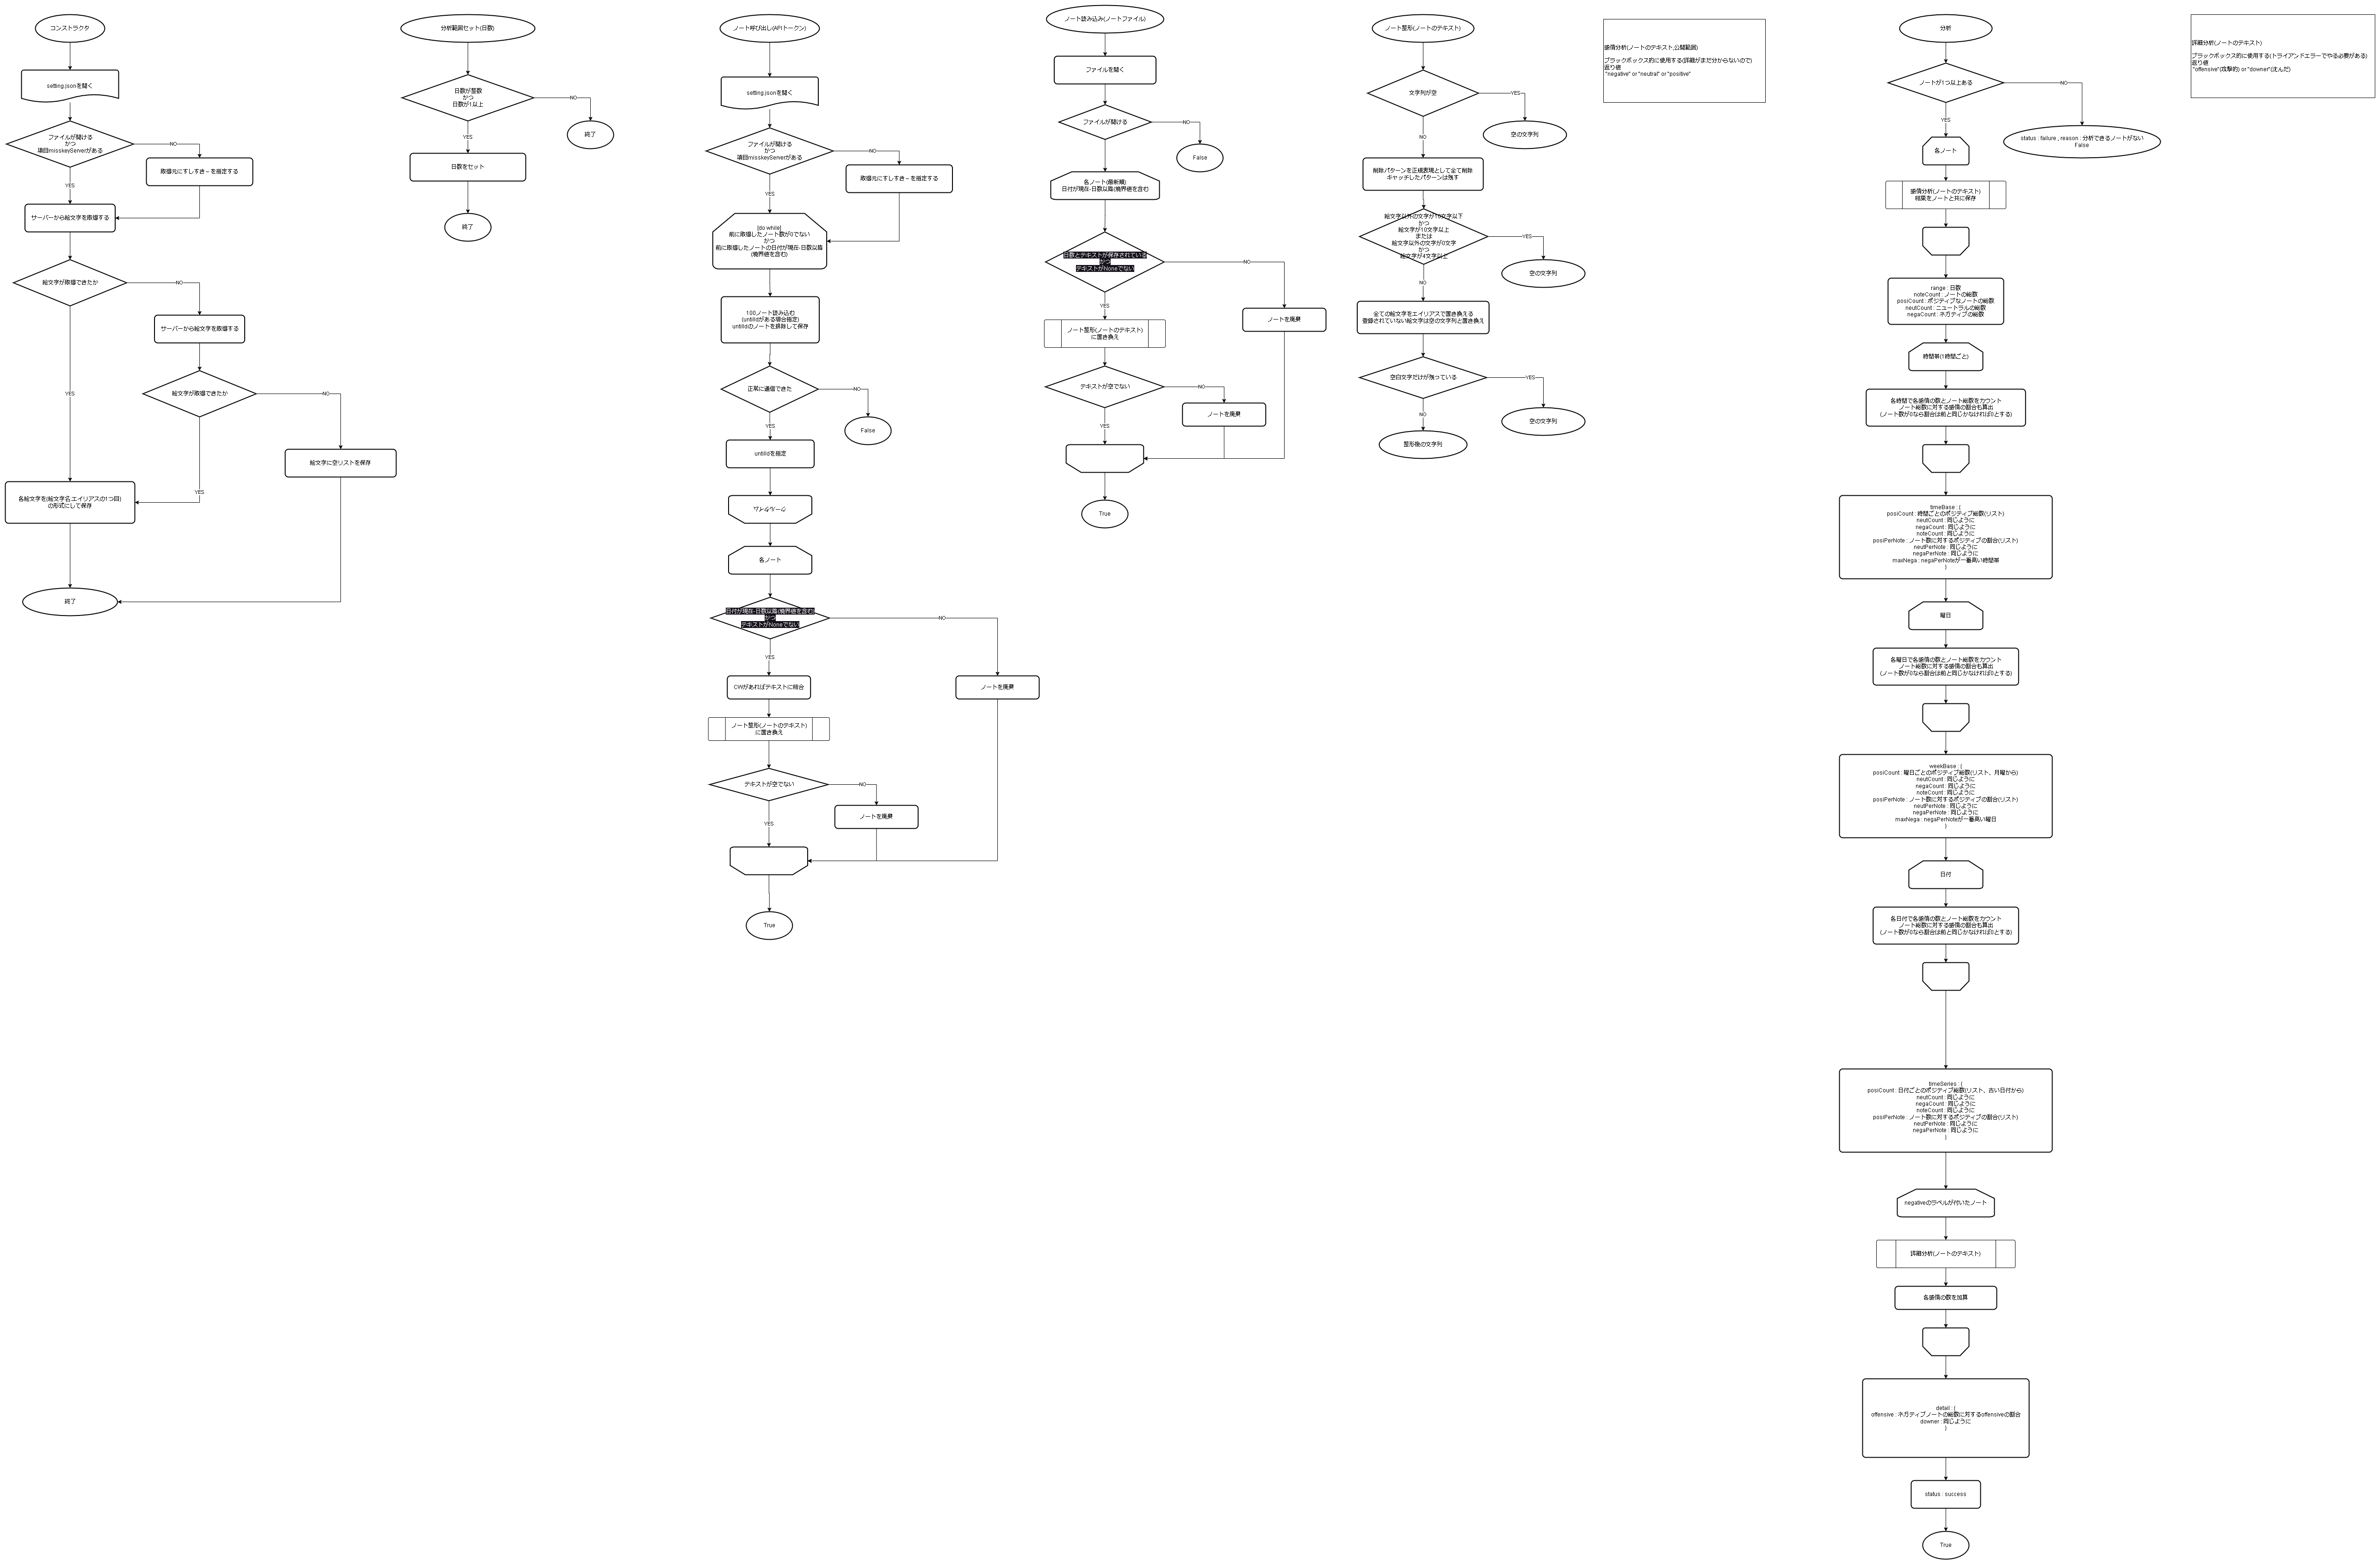 コンストラクタ
setting.jsonを開く
ファイルが開ける
かつ
項目misskeyServerがある
NO
取得元にすしすきーを指定する
YES
サーバーから絵文字を取得する
絵文字が取得できたか
NO
サーバーから絵文字を取得する
絵文字が取得できたか
NO
YES
絵文字に空リストを保存
YES
各絵文字を(絵文字名:エイリアスの1つ目)
の形式にして保存
終了
分析範囲セット(日数)
日数が整数
かつ
日数が1以上
NO
終了
YES
日数をセット
終了
ノート呼び出し(APIトークン)
setting.jsonを開く
ファイルが開ける
かつ
項目misskeyServerがある
NO
取得元にすしすきーを指定する
YES
[do while]
前に取得したノート数が0でない
かつ
前に取得したノートの日付が現在-日数以降
(境界値を含む)
100ノート読み込む
(untilIdがある場合指定)
untilIdのノートを排除して保存
正常に通信できた
NO
False
YES
untilIdを指定
各ノート
日付が現在-日数以降(境界値を含む)
かつ
テキストがNoneでない
NO
YES
CWがあればテキストに結合
ノートを廃棄
ノート整形(ノートのテキスト)
に置き換え
テキストが空でない
NO
ノートを廃棄
YES
True
ノート読み込み(ノートファイル)
ファイルを開く
ファイルが開ける
NO
False
各ノート(最新順)
日付が現在-日数以降(境界値を含む)
日数とテキストが保存されている
かつ
テキストがNoneでない
NO
YES
ノートを廃棄
ノート整形(ノートのテキスト)
に置き換え
テキストが空でない
NO
ノートを廃棄
YES
True
ノート整形(ノートのテキスト)
文字列が空
YES
空の文字列
NO
削除パターンを正規表現として全て削除
キャッチしたパターンは残す
絵文字以外の文字が10文字以下
かつ
絵文字が10文字以上
または
絵文字以外の文字が0文字
かつ
絵文字が4文字以上
YES
空の文字列
NO
全ての絵文字をエイリアスで置き換える
登録されていない絵文字は空の文字列と置き換え
空白文字だけが残っている
YES
空の文字列
NO
整形後の文字列
感情分析(ノートのテキスト,公開範囲)
ブラックボックス的に使用する(詳細がまだ分からないので)
返り値
"negative" or "neutral" or "positive"
分析
ノートが1つ以上ある
NO
status : failure , reason : 分析できるノートがない
False
YES
各ノート
感情分析(ノートのテキスト)
結果をノートと共に保存
range : 日数
noteCount : ノートの総数
posiCount : ポジティブなノートの総数
neutCount : ニュートラルの総数
negaCount : ネガティブの総数
時間帯(1時間ごと)
各時間で各感情の数とノート総数をカウント
ノート総数に対する感情の割合も算出
(ノート数が0なら割合は前と同じかなければ0とする)
timeBase : {
posiCount : 時間ごとのポジティブ総数(リスト)
neutCount : 同じように
negaCount : 同じように
noteCount : 同じように
posiPerNote : ノート数に対するポジティブの割合(リスト)
neutPerNote : 同じように
negaPerNote : 同じように
maxNega : negaPerNoteが一番高い時間帯
}
曜日
各曜日で各感情の数とノート総数をカウント
ノート総数に対する感情の割合も算出
(ノート数が0なら割合は前と同じかなければ0とする)
weekBase : {
posiCount : 曜日ごとのポジティブ総数(リスト、月曜から)
neutCount : 同じように
negaCount : 同じように
noteCount : 同じように
posiPerNote : ノート数に対するポジティブの割合(リスト)
neutPerNote : 同じように
negaPerNote : 同じように
maxNega : negaPerNoteが一番高い曜日
}
日付
各日付で各感情の数とノート総数をカウント
ノート総数に対する感情の割合も算出
(ノート数が0なら割合は前と同じかなければ0とする)
timeSeries : {
posiCount : 日付ごとのポジティブ総数(リスト、古い日付から)
neutCount : 同じように
negaCount : 同じように
noteCount : 同じように
posiPerNote : ノート数に対するポジティブの割合(リスト)
neutPerNote : 同じように
negaPerNote : 同じように
}
negativeのラベルが付いたノート
詳細分析(ノートのテキスト)
各感情の数を加算
detail : {
offensive : ネガティブノートの総数に対するoffensiveの割合
downer : 同じように
}
status : success
True
詳細分析(ノートのテキスト)
ブラックボックス的に使用する(トライアンドエラーでやる必要がある)
返り値
"offensive"(攻撃的) or "downer"(沈んだ)